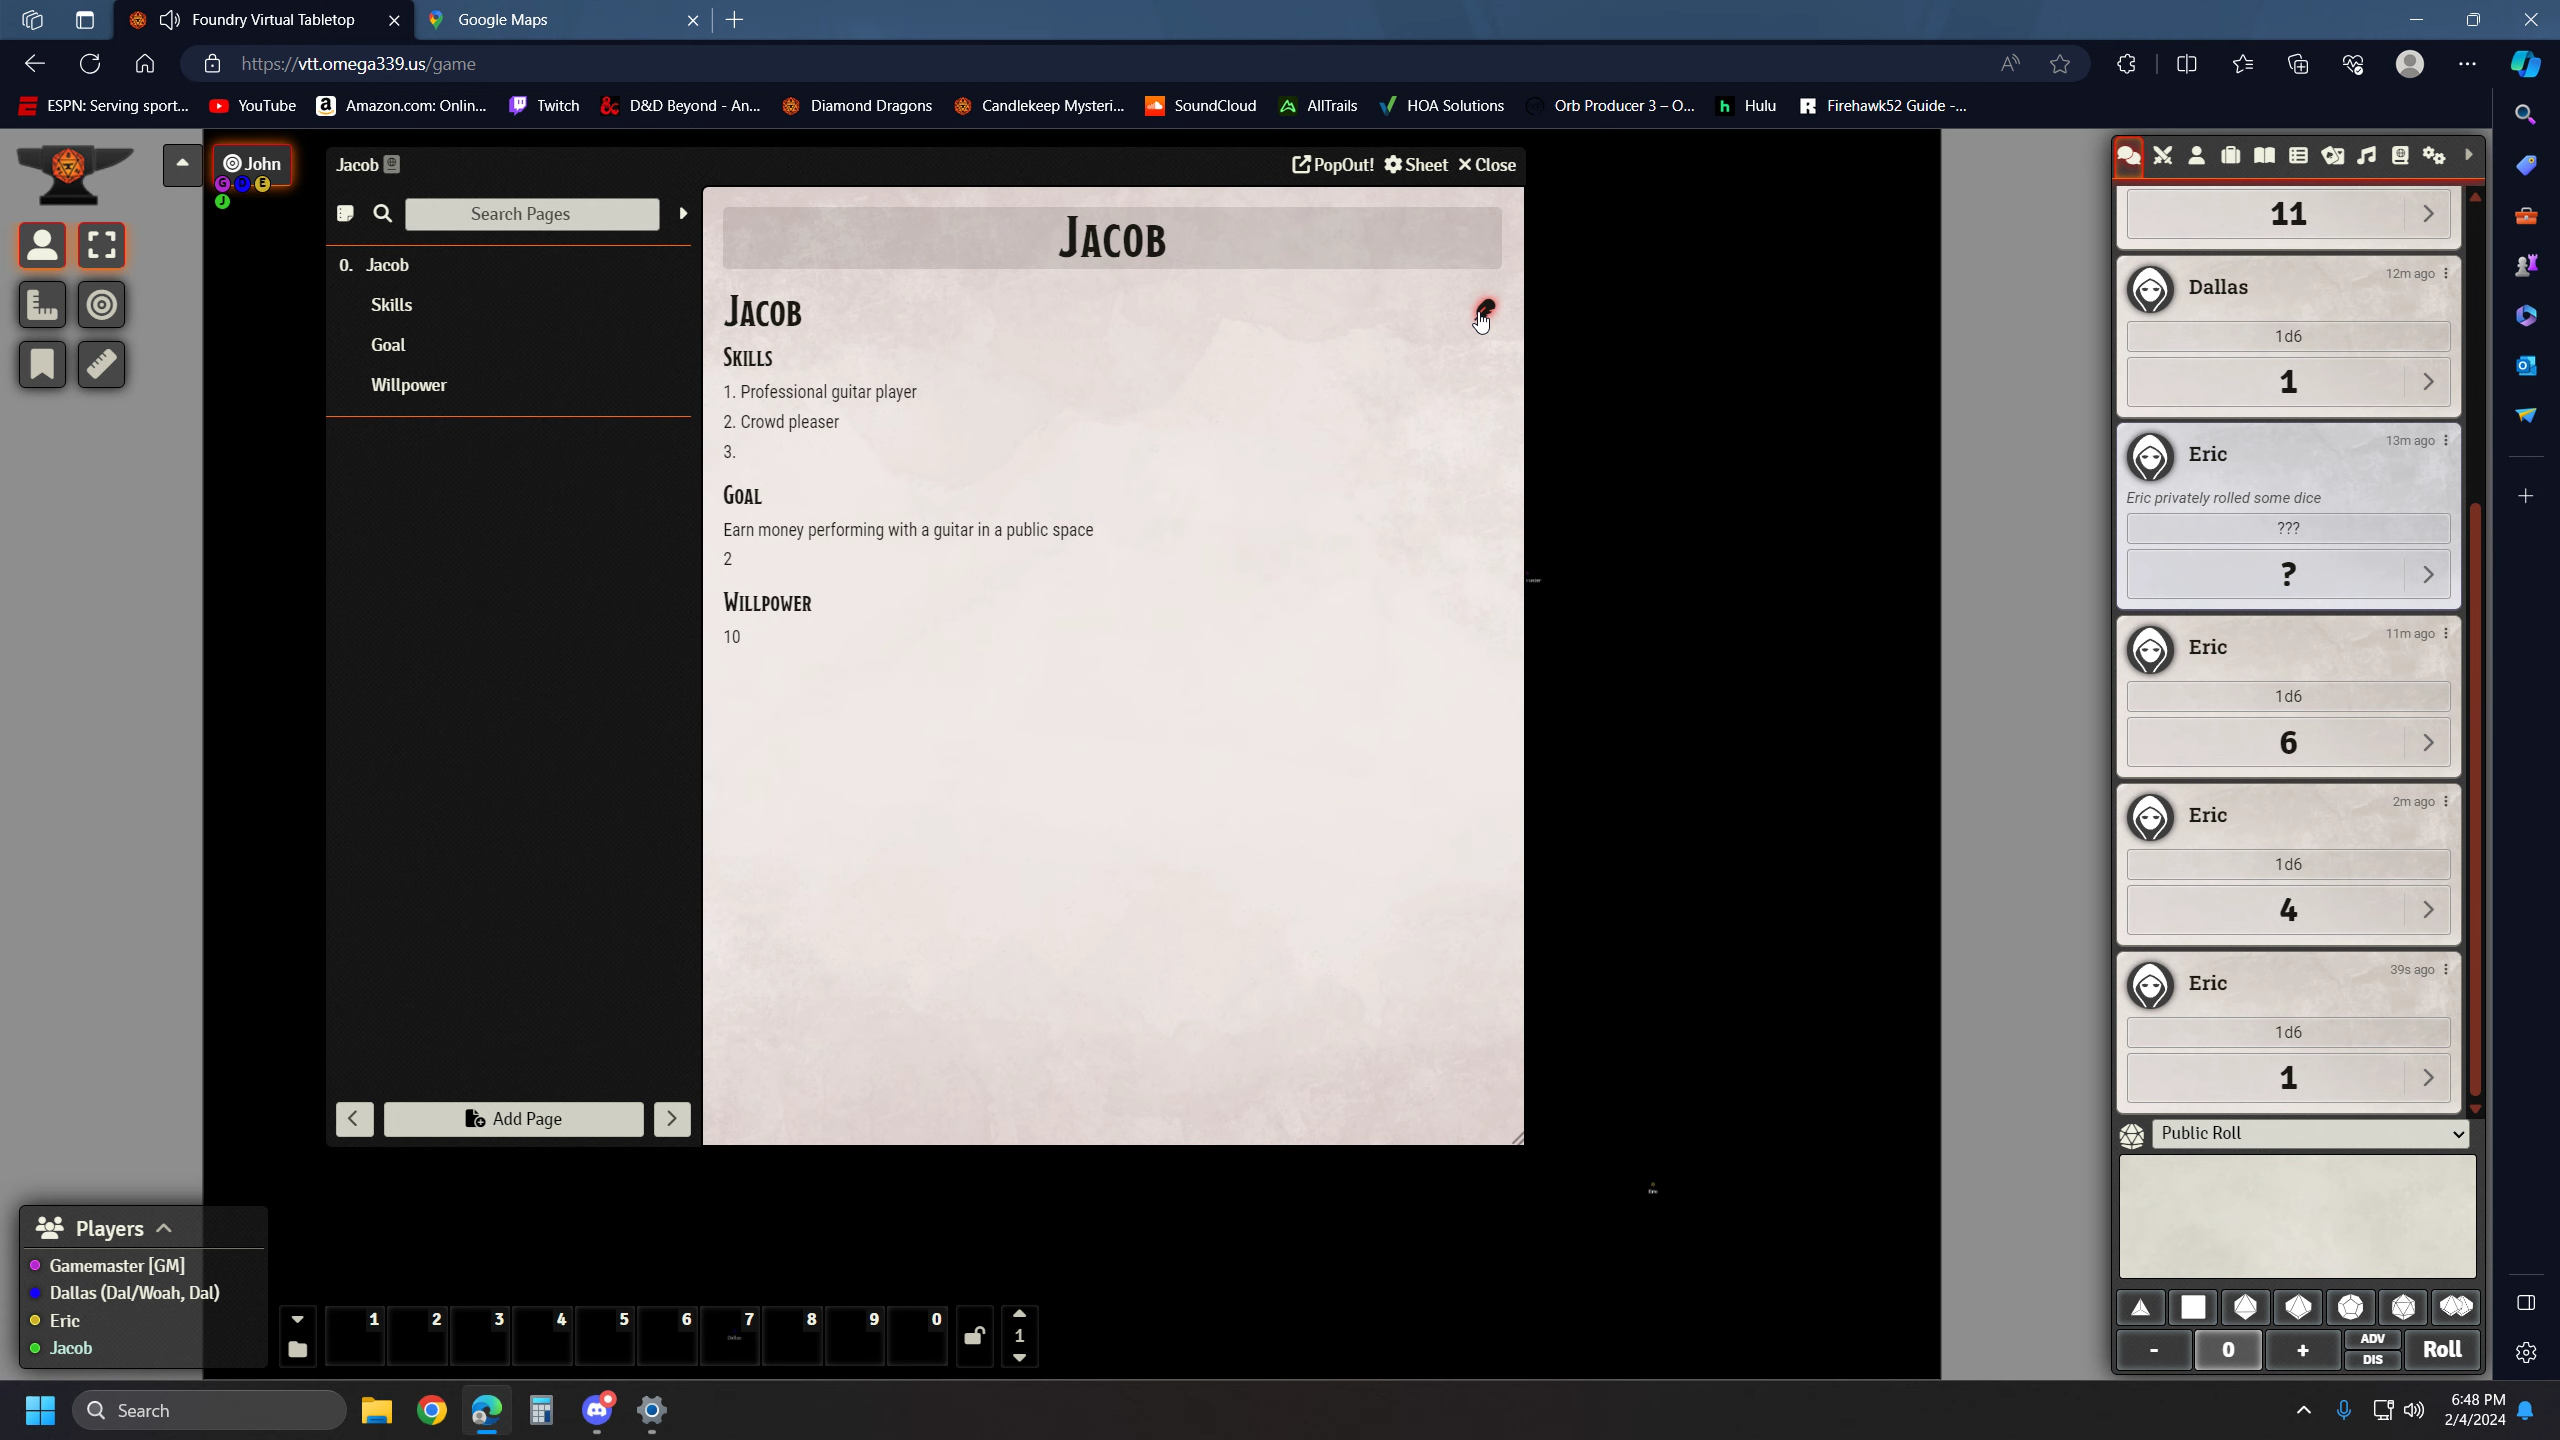 Foundry Virtual Tabletop
Google Maps
https://vtt.omega339.us/game
ESPN: Serving sport...
YouTube
Amazon.com: Onlin...
Twitch
D&D Beyond - An...
Diamond Dragons
Candlekeep Mysteri...
SoundCloud
AllTrails
HOA Solutions
Orb Producer 3 – O...
Hulu
Firehawk52 Guide -...
John
G D E
J
Jacob
PopOut! Sheet Close
Search Pages
0. Jacob
Skills
Goal
Willpower
Add Page
Jacob
Jacob
Skills
1. Professional guitar player
2. Crowd pleaser
3.
Goal
Earn money performing with a guitar in a public space
2
Willpower
10
11
Dallas
12m ago
1d6
1
Eric
13m ago
Eric privately rolled some dice
???
?
Eric
11m ago
1d6
6
Eric
2m ago
1d6
4
Eric
39s ago
1d6
1
Public Roll
- 0 + ADV DIS Roll
Players
Gamemaster [GM]
Dallas (Dal/Woah, Dal)
Eric
Jacob
1 2 3 4 5 6 7 8 9 0
1
Search
6:48 PM
2/4/2024